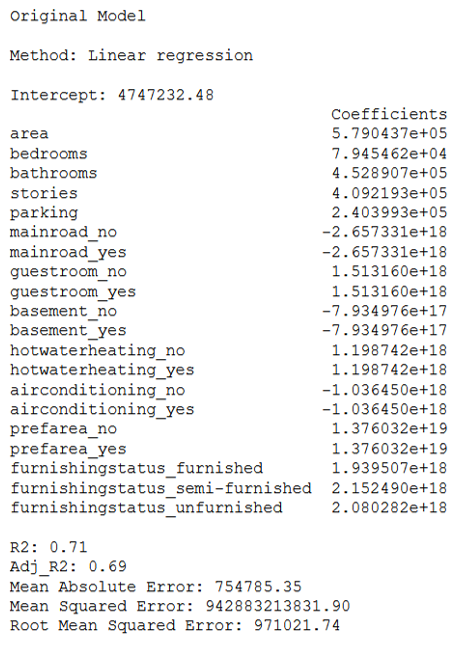 Original Model
Method: Linear regression
Intercept: 4747232.48
Coefficients
area 5.790437e+05
bedrooms 7.945462e+04
bathrooms 4.528907e+05
stories 4.092193e+05
parking 2.403993e+05
mainroad_no -2.657331e+18
mainroad_yes -2.657331e+18
guestroom_no 1.513160e+18
guestroom_yes 1.513160e+18
basement_no -7.934976e+17
basement_yes -7.934976e+17
hotwaterheating_no 1.198742e+18
hotwaterheating_yes 1.198742e+18
airconditioning_no -1.036450e+18
airconditioning_yes -1.036450e+18
prefarea_no 1.376032e+19
prefarea_yes 1.376032e+19
furnishingstatus_furnished 1.939507e+18
furnishingstatus_semi-furnished 2.152490e+18
furnishingstatus_unfurnished 2.080282e+18
R2: 0.71
Adj_R2: 0.69
Mean Absolute Error: 754785.35
Mean Squared Error: 942883213831.90
Root Mean Squared Error: 971021.74